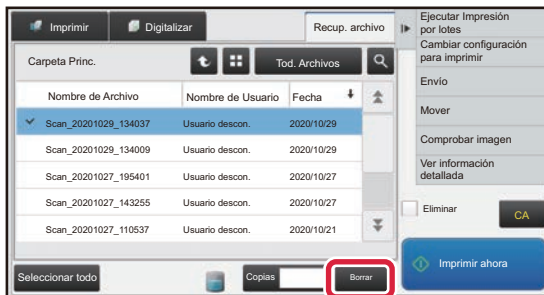 Imprimir
Digitalizar
Recup. archivo
Carpeta Princ.
Tod. Archivos
Nombre de Archivo Nombre de Usuario Fecha
Scan_20201029_134037 Usuario descon. 2020/10/29
Scan_20201029_134009 Usuario descon. 2020/10/29
Scan_20201027_195401 Usuario descon. 2020/10/27
Scan_20201027_143255 Usuario descon. 2020/10/27
Scan_20201027_110537 Usuario descon. 2020/10/21
Seleccionar todo
Copias
Borrar
Ejecutar Impresión
por lotes
Cambiar configuración
para imprimir
Envío
Mover
Comprobar imagen
Ver información
detallada
Eliminar
CA
Imprimir ahora